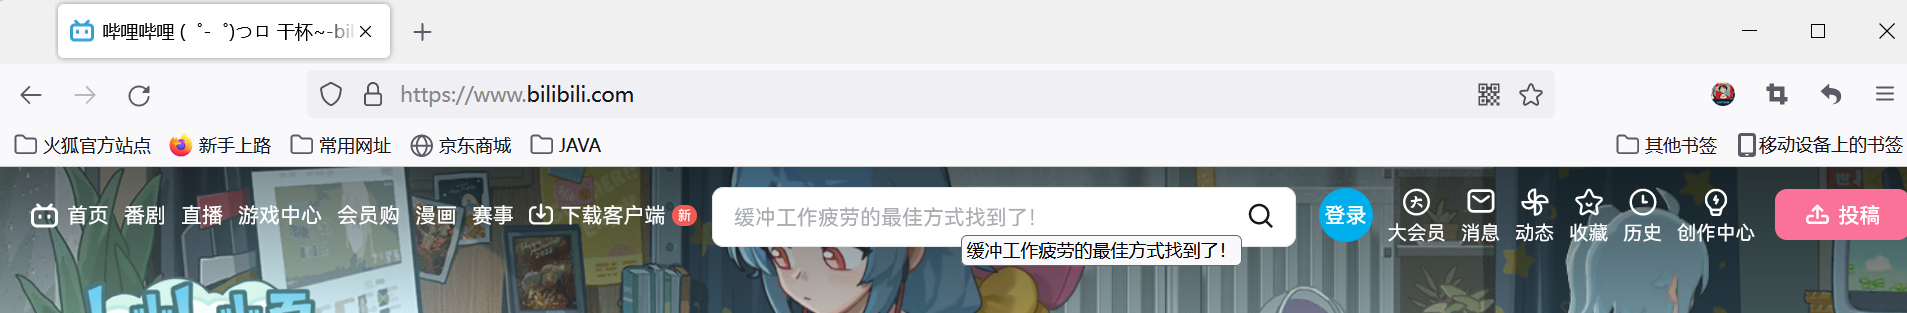 哔哩哔哩 (゜-゜)つロ 干杯~-bil
https://www.bilibili.com
火狐官方站点 新手上路 常用网址 京东商城 JAVA 其他书签 移动设备上的书签
首页 番剧 直播 游戏中心 会员购 漫画 赛事 下载客户端 新 缓冲工作疲劳的最佳方式找到了! 登录 大会员 消息 动态 收藏 历史 创作中心 投稿
缓冲工作疲劳的最佳方式找到了!